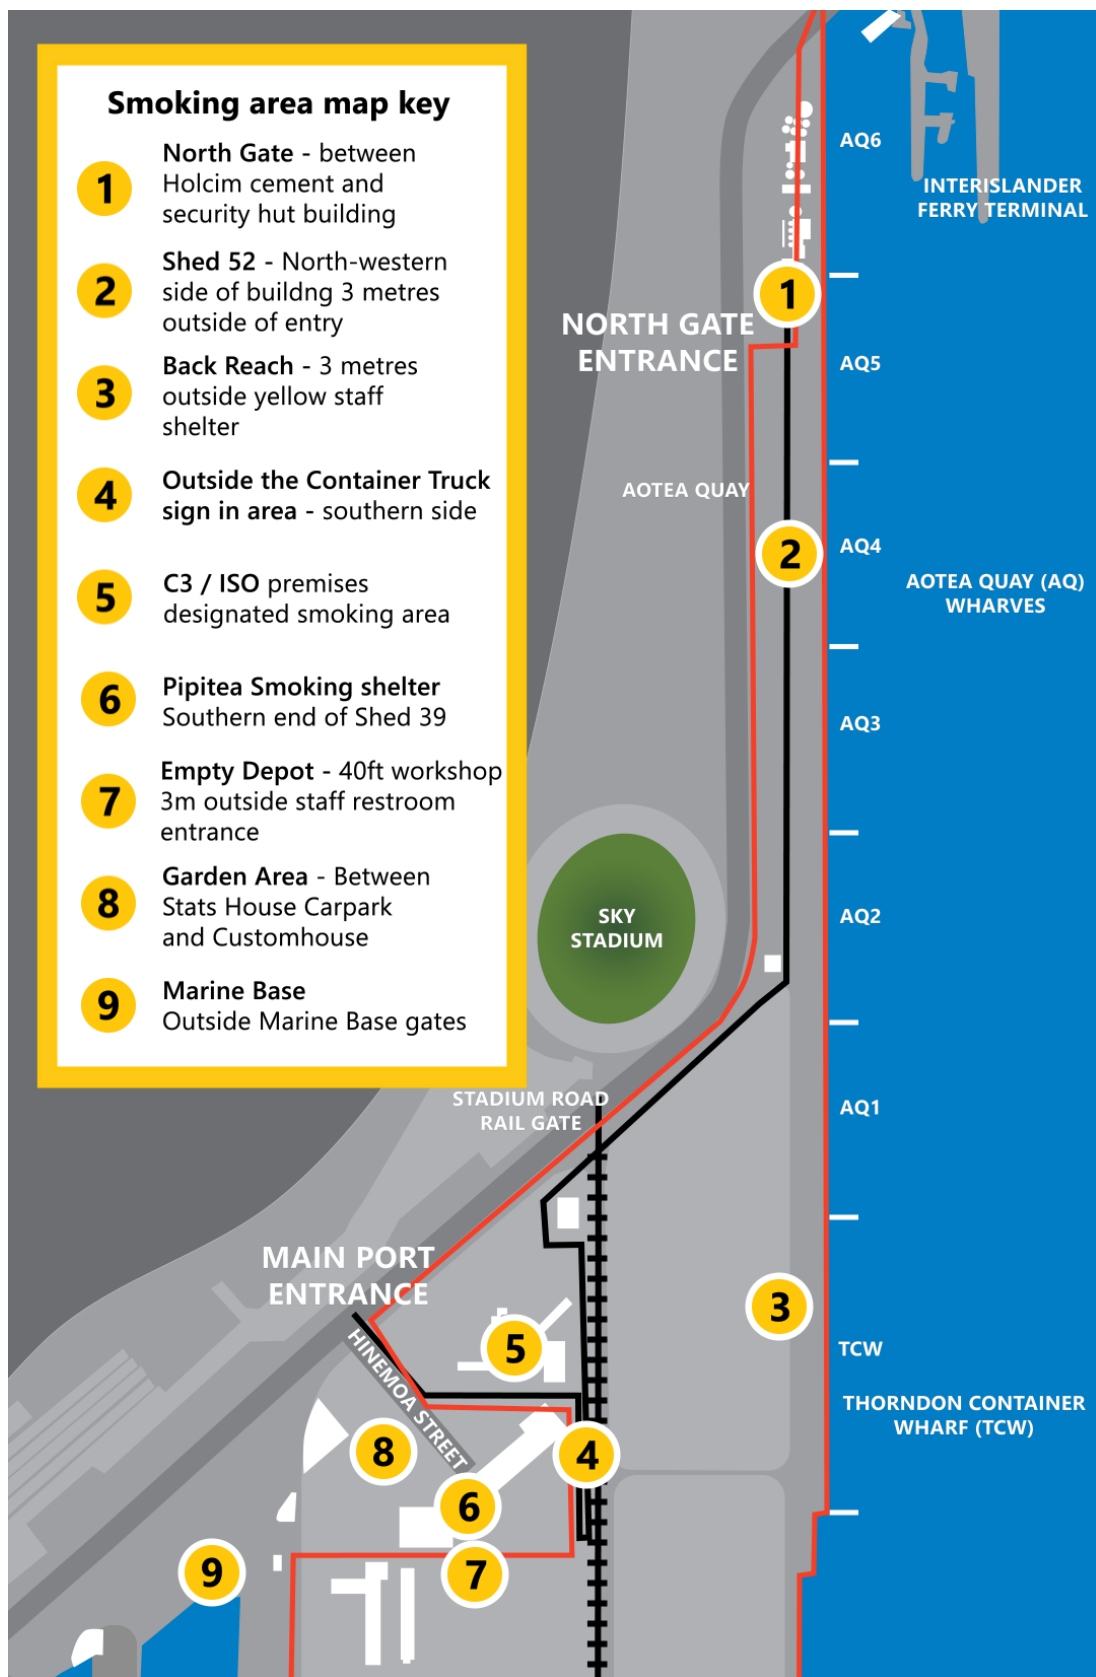 Smoking area map key
1
North Gate - between
Holcim cement and
security hut building
2
Shed 52 - North-western
side of buildng 3 metres
outside of entry
3
Back Reach - 3 metres
outside yellow staff
shelter
4
Outside the Container Truck
sign in area - southern side
5
C3 / ISO premises
designated smoking area
6
Pipitea Smoking shelter
Southern end of Shed 39
7
Empty Depot - 40ft workshop
3m outside staff restroom
entrance
8
Garden Area - Between
Stats House Carpark
and Customhouse
9
Marine Base
Outside Marine Base gates
AQ6
INTERISLANDER
FERRY TERMINAL
1
NORTH GATE
ENTRANCE
AQ5
AOTEA QUAY
2
AQ4
AOTEA QUAY (AQ)
WHARVES
AQ3
SKY
STADIUM
AQ2
STADIUM ROAD
RAIL GATE
AQ1
MAIN PORT
ENTRANCE
3
5
TCW
HINEMOA STREET
THORNDON CONTAINER
WHARF (TCW)
8
4
6
9
7